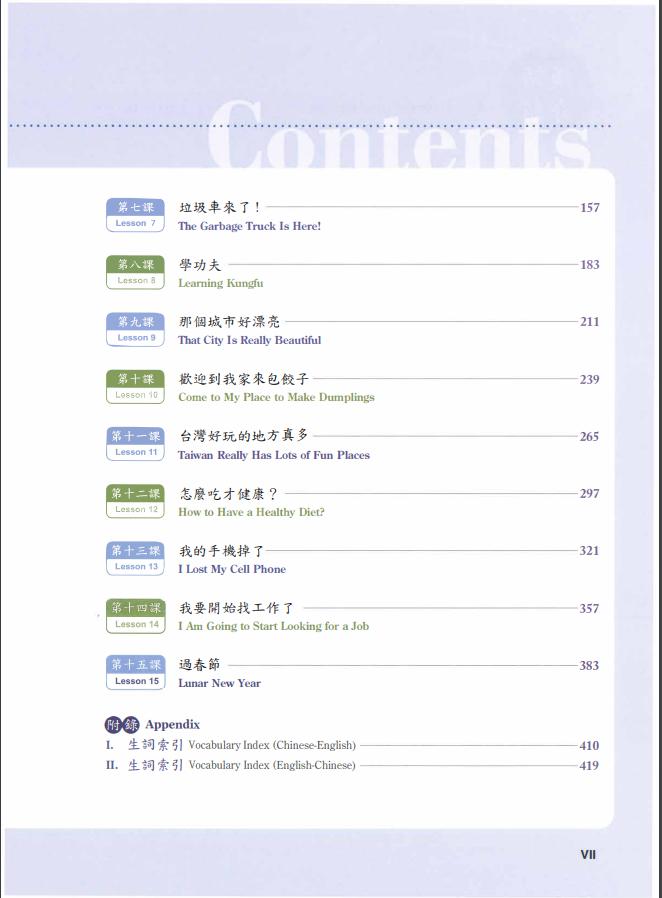 Contents
第七課 垃圾車來了！ 157
Lesson 7 The Garbage Truck Is Here!
第八課 學功夫 183
Lesson 8 Learning Kungfu
第九課 那個城市好漂亮 211
Lesson 9 That City Is Really Beautiful
第十課 歡迎到我家來包餃子 239
Lesson 10 Come to My Place to Make Dumplings
第十一課 台灣好玩的地方真多 265
Lesson 11 Taiwan Really Has Lots of Fun Places
第十二課 怎麼吃才健康？ 297
Lesson 12 How to Have a Healthy Diet?
第十三課 我的手機掉了 321
Lesson 13 I Lost My Cell Phone
第十四課 我要開始找工作了 357
Lesson 14 I Am Going to Start Looking for a Job
第十五課 過春節 383
Lesson 15 Lunar New Year
附錄 Appendix
I. 生詞索引 Vocabulary Index (Chinese-English) 410
II. 生詞索引 Vocabulary Index (English-Chinese) 419
VII